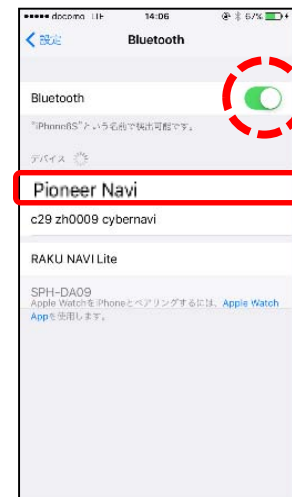 docomo LTE 14:06 67%
設定 Bluetooth
Bluetooth
"iPhone6S"という名前で検出可能です。
デバイス
Pioneer Navi
c29 zh0009 cybernavi
RAKU NAVI Lite
SPH-DA09
Apple WatchをiPhoneとペアリングするには、Apple Watch
Appを使用します。